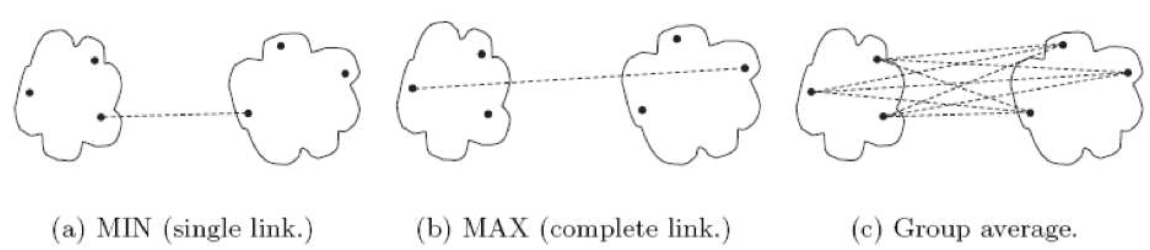 (a) MIN (single link.)
(b) MAX (complete link.)
(c) Group average.